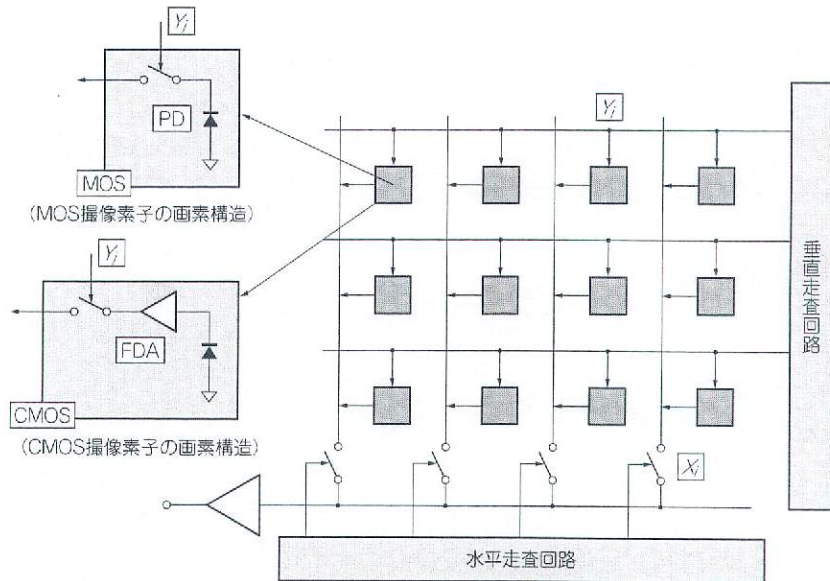 Yj
PD
MOS
(MOS撮像素子の画素構造)
Yj
FDA
CMOS
(CMOS撮像素子の画素構造)
Yj
垂直走査回路
Xi
水平走査回路